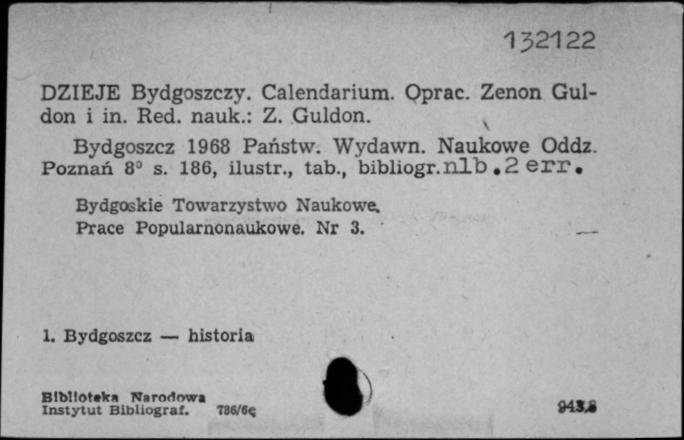 132122
DZIEJE Bydgoszczy. Calendarium. Oprac. Zenon Gul-
don i in. Red. nauk.: Z. Guldon.
Bydgoszcz 1968 Państw. Wydawn. Naukowe Oddz.
Poznań 8° s. 186, ilustr., tab., bibliogr.nlb.2 err.
Bydgoskie Towarzystwo Naukowe.
Prace Popularnonaukowe. Nr 3.
1. Bydgoszcz — historia
Biblioteka Narodowa
Instytut Bibliograf. 786/6ę
943.8